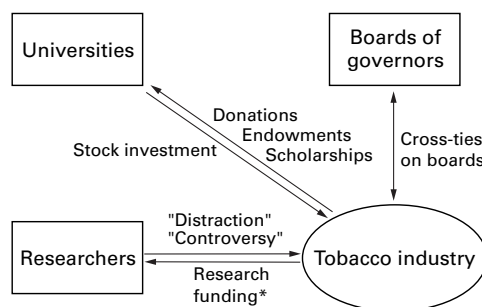 Universities
Boards of
governors
Donations
Endowments
Scholarships
Stock investment
Cross-ties
on boards
"Distraction"
"Controversy"
Researchers
Tobacco industry
Research
funding*